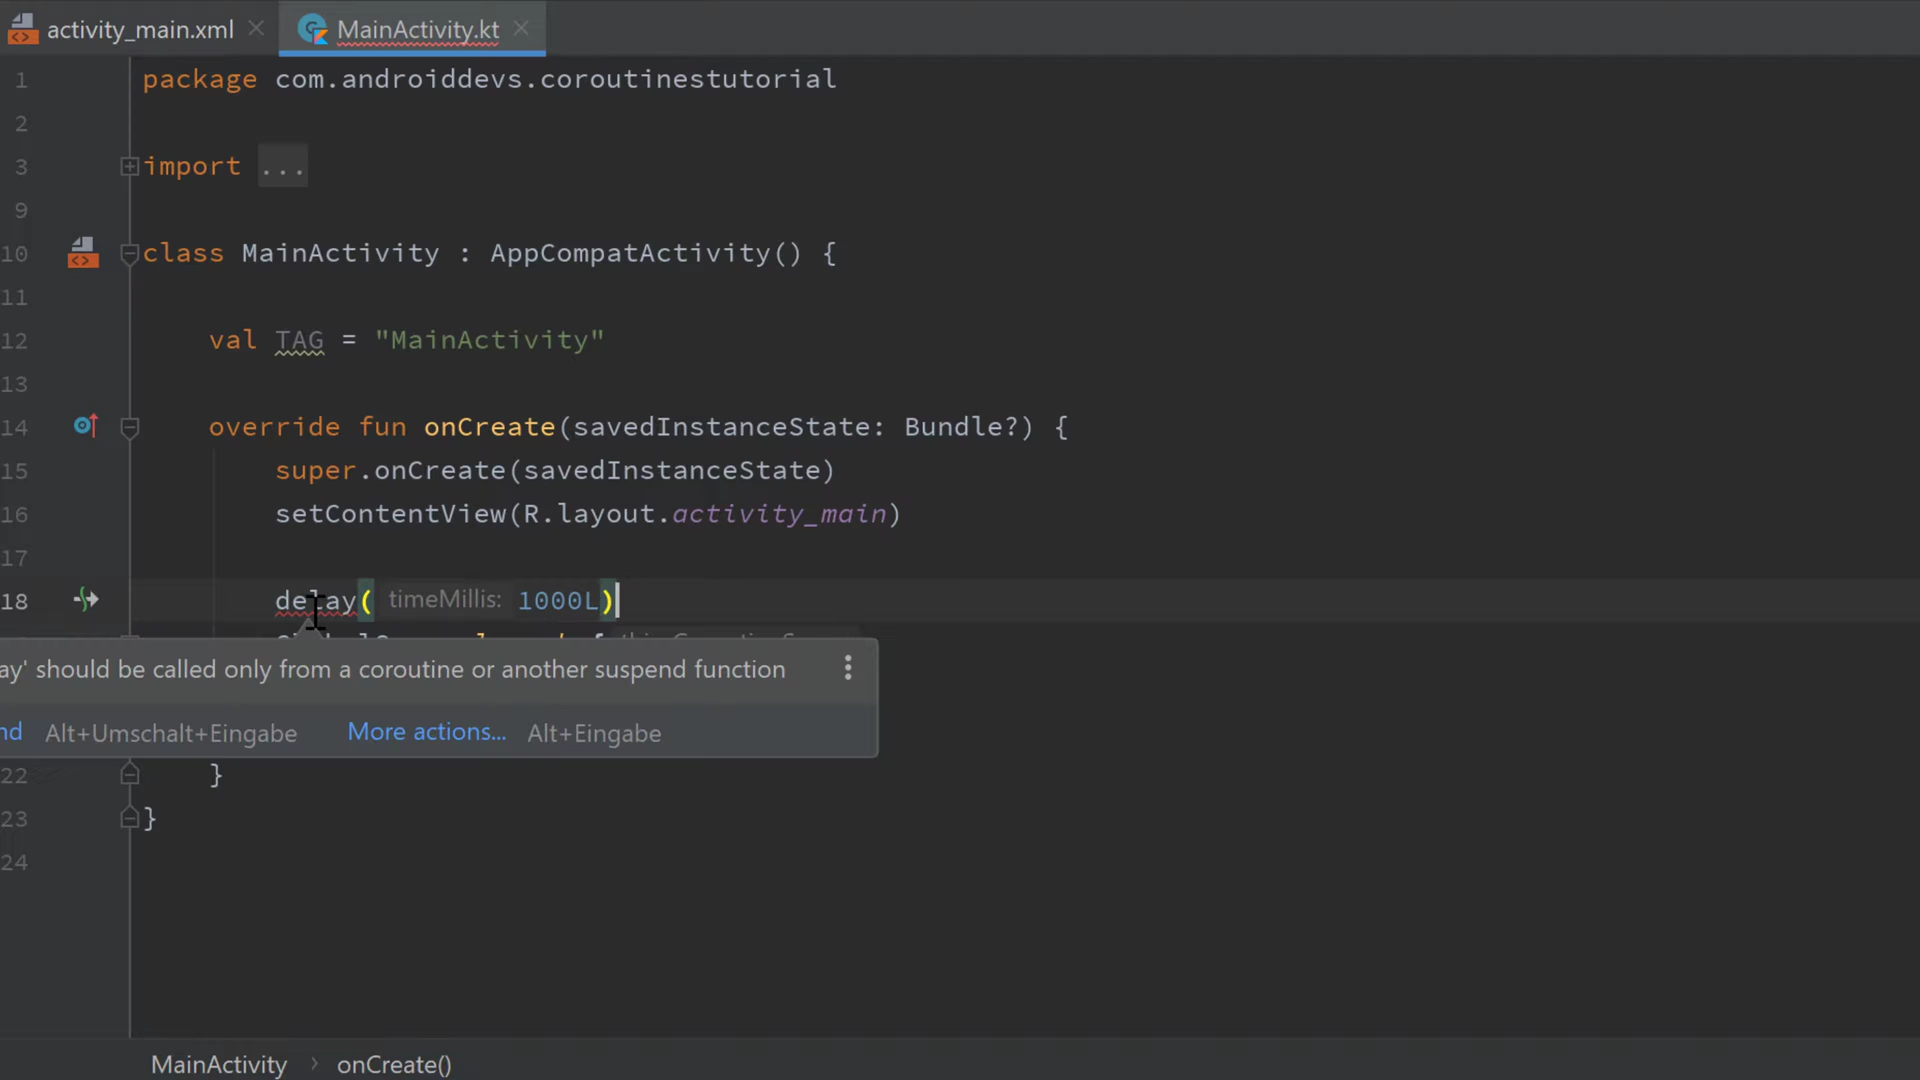 activity_main.xml
MainActivity.kt
1 package com.androiddevs.coroutinestutorial
2
3 import ...
9
10 class MainActivity : AppCompatActivity() {
11
12 val TAG = "MainActivity"
13
14 override fun onCreate(savedInstanceState: Bundle?) {
15 super.onCreate(savedInstanceState)
16 setContentView(R.layout.activity_main)
17
18 delay( timeMillis: 1000L)
ay' should be called only from a coroutine or another suspend function
nd Alt+Umschalt+Eingabe More actions... Alt+Eingabe
22 }
23 }
24
MainActivity › onCreate()